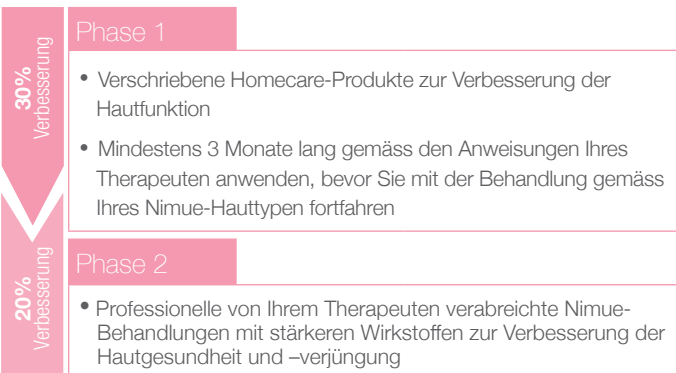 30%
Verbesserung
Phase 1
• Verschriebene Homecare-Produkte zur Verbesserung der
Hautfunktion
• Mindestens 3 Monate lang gemäss den Anweisungen Ihres
Therapeuten anwenden, bevor Sie mit der Behandlung gemäss
Ihres Nimue-Hauttypen fortfahren
20%
Verbesserung
Phase 2
• Professionelle von Ihrem Therapeuten verabreichte Nimue-
Behandlungen mit stärkeren Wirkstoffen zur Verbesserung der
Hautgesundheit und –verjüngung